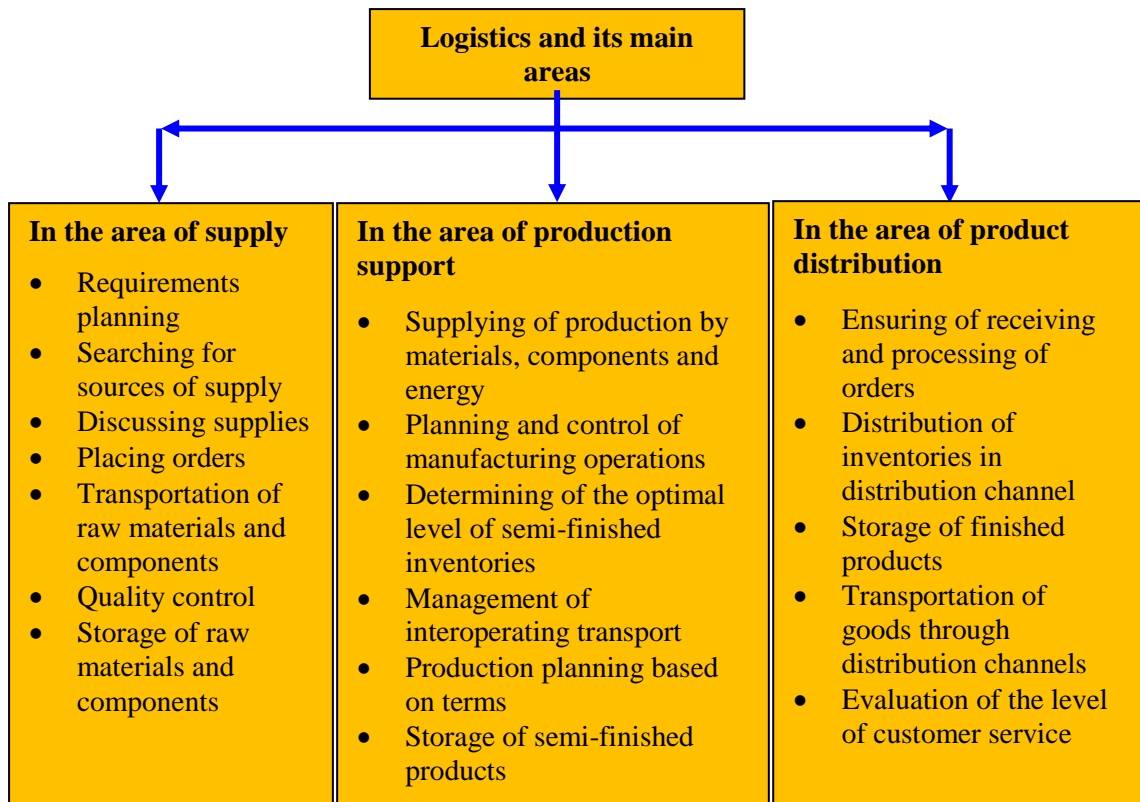 Logistics and its main
areas
In the area of supply
• Requirements
planning
• Searching for
sources of supply
• Discussing supplies
• Placing orders
• Transportation of
raw materials and
components
• Quality control
• Storage of raw
materials and
components
In the area of production
support
• Supplying of production by
materials, components and
energy
• Planning and control of
manufacturing operations
• Determining of the optimal
level of semi-finished
inventories
• Management of
interoperating transport
• Production planning based
on terms
• Storage of semi-finished
products
In the area of product
distribution
• Ensuring of receiving
and processing of
orders
• Distribution of
inventories in
distribution channel
• Storage of finished
products
• Transportation of
goods through
distribution channels
• Evaluation of the level
of customer service